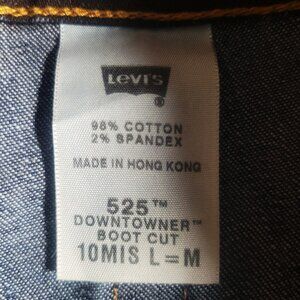 LEVI'S
®
98% COTTON
2% SPANDEX
MADE IN HONG KONG
525™
DOWNTOWNER™
BOOT CUT
10MIS L=M